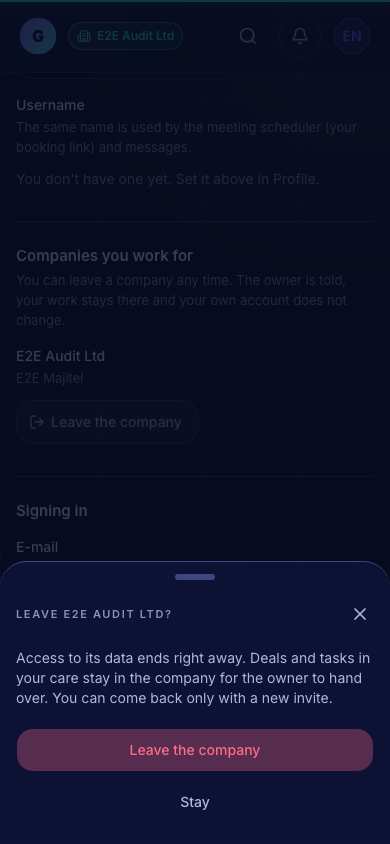 G
E2E Audit Ltd
EN
Username
The same name is used by the meeting scheduler (your
booking link) and messages.
You don't have one yet. Set it above in Profile.
Companies you work for
You can leave a company any time. The owner is told,
your work stays there and your own account does not
change.
E2E Audit Ltd
E2E Majitel
Leave the company
Signing in
E-mail
LEAVE E2E AUDIT LTD?
Access to its data ends right away. Deals and tasks in
your care stay in the company for the owner to hand
over. You can come back only with a new invite.
Leave the company
Stay